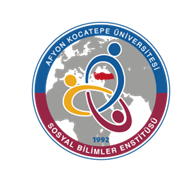 AFYON KOCATEPE ÜNİVERSİTESİ
1992
SOSYAL BİLİMLER ENSTİTÜSÜ